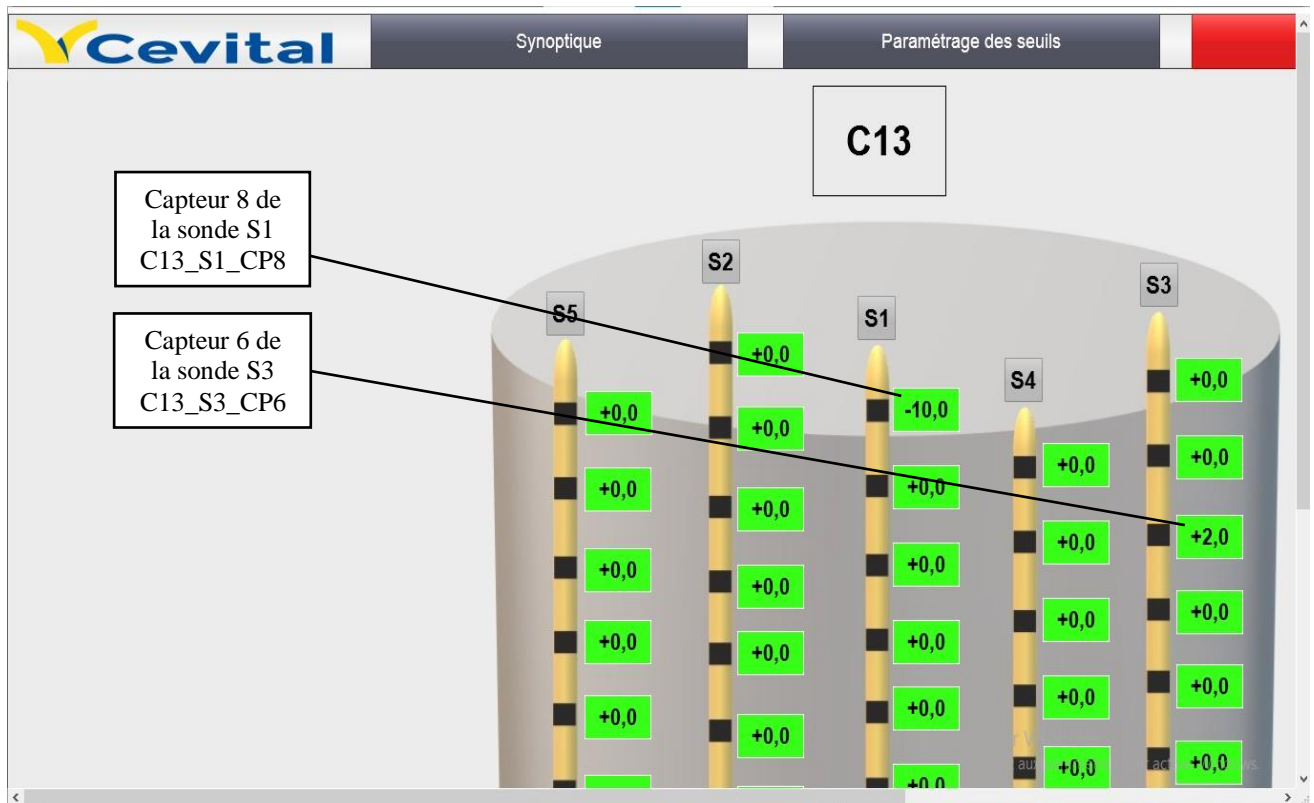 Cevital
Synoptique
Paramétrage des seuils
C13
Capteur 8 de
la sonde S1
C13_S1_CP8
Capteur 6 de
la sonde S3
C13_S3_CP6
S5
+0,0
+0,0
+0,0
+0,0
+0,0
S2
+0,0
+0,0
+0,0
+0,0
+0,0
+0,0
S1
-10,0
+0,0
+0,0
+0,0
+0,0
+0,0
S4
+0,0
+0,0
+0,0
+0,0
+0,0
S3
+0,0
+0,0
+2,0
+0,0
+0,0
+0,0